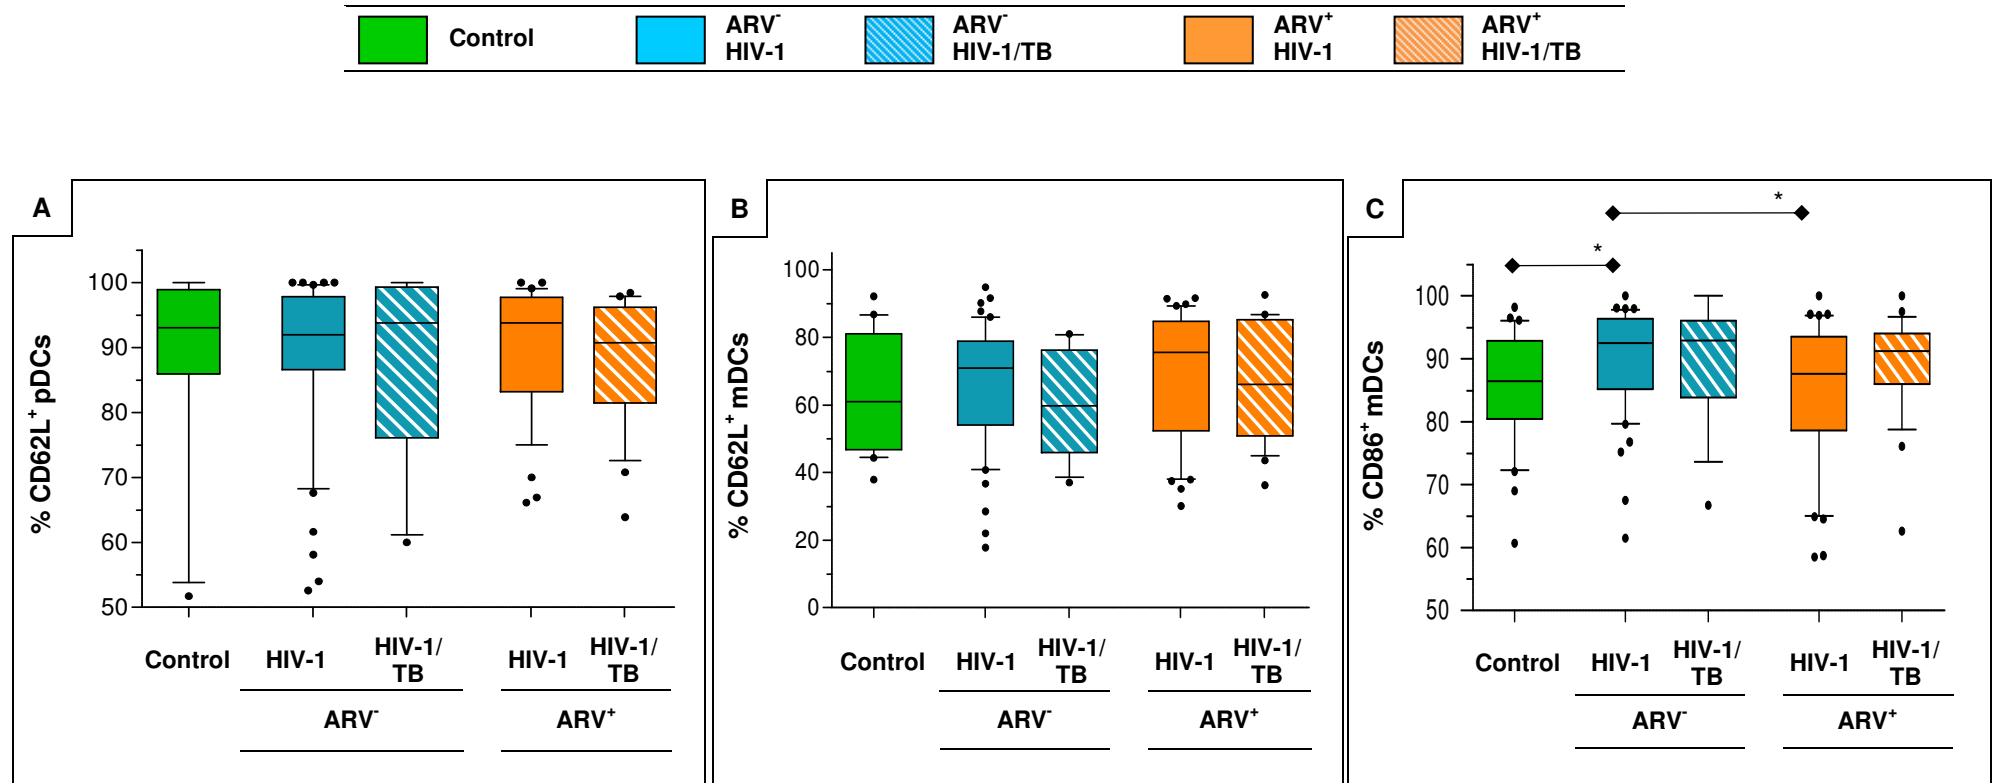 Control
ARV⁻
HIV-1
ARV⁻
HIV-1/TB
ARV⁺
HIV-1
ARV⁺
HIV-1/TB
A
% CD62L⁺ pDCs
100
90
80
70
60
50
Control
HIV-1
HIV-1/
TB
HIV-1
HIV-1/
TB
ARV⁻
ARV⁺
B
% CD62L⁺ mDCs
100
80
60
40
20
0
Control
HIV-1
HIV-1/
TB
HIV-1
HIV-1/
TB
ARV⁻
ARV⁺
C
*
*
% CD86⁺ mDCs
100
90
80
70
60
50
Control
HIV-1
HIV-1/
TB
HIV-1
HIV-1/
TB
ARV⁻
ARV⁺